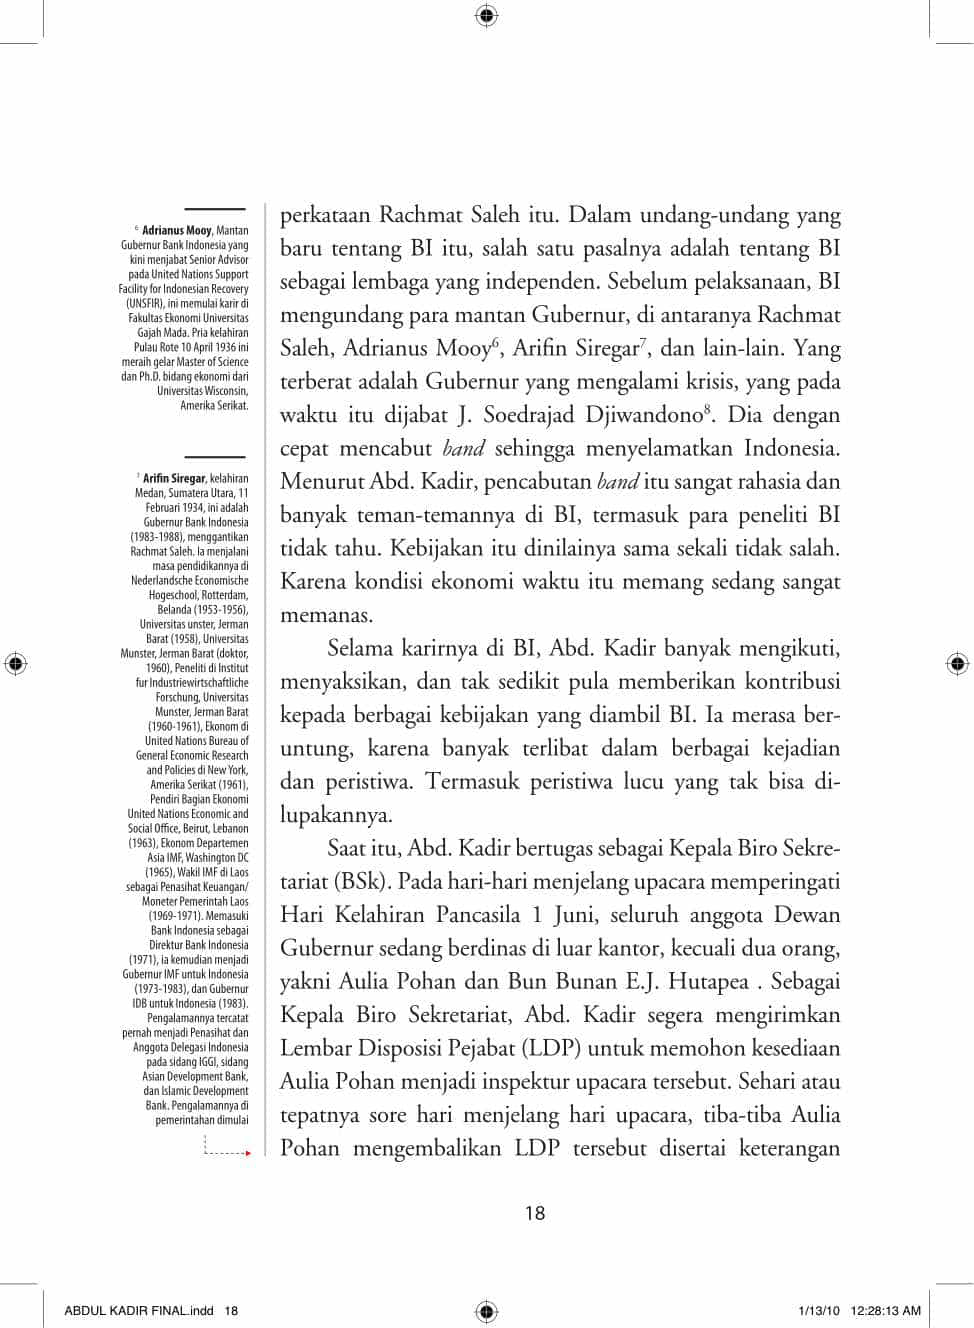 perkataan Rachmat Saleh itu. Dalam undang-undang yang
baru tentang BI itu, salah satu pasalnya adalah tentang BI
sebagai lembaga yang independen. Sebelum pelaksanaan, BI
mengundang para mantan Gubernur, di antaranya Rachmat
Saleh, Adrianus Mooy⁶, Arifin Siregar⁷, dan lain-lain. Yang
terberat adalah Gubernur yang mengalami krisis, yang pada
waktu itu dijabat J. Soedrajad Djiwandono⁸. Dia dengan
cepat mencabut band sehingga menyelamatkan Indonesia.
Menurut Abd. Kadir, pencabutan band itu sangat rahasia dan
banyak teman-temannya di BI, termasuk para peneliti BI
tidak tahu. Kebijakan itu dinilainya sama sekali tidak salah.
Karena kondisi ekonomi waktu itu memang sedang sangat
memanas.
Selama karirnya di BI, Abd. Kadir banyak mengikuti,
menyaksikan, dan tak sedikit pula memberikan kontribusi
kepada berbagai kebijakan yang diambil BI. Ia merasa ber-
untung, karena banyak terlibat dalam berbagai kejadian
dan peristiwa. Termasuk peristiwa lucu yang tak bisa di-
lupakannya.
Saat itu, Abd. Kadir bertugas sebagai Kepala Biro Sekre-
tariat (BSk). Pada hari-hari menjelang upacara memperingati
Hari Kelahiran Pancasila 1 Juni, seluruh anggota Dewan
Gubernur sedang berdinas di luar kantor, kecuali dua orang,
yakni Aulia Pohan dan Bun Bunan E.J. Hutapea . Sebagai
Kepala Biro Sekretariat, Abd. Kadir segera mengirimkan
Lembar Disposisi Pejabat (LDP) untuk memohon kesediaan
Aulia Pohan menjadi inspektur upacara tersebut. Sehari atau
tepatnya sore hari menjelang hari upacara, tiba-tiba Aulia
Pohan mengembalikan LDP tersebut disertai keterangan
⁶ Adrianus Mooy, Mantan
Gubernur Bank Indonesia yang
kini menjabat Senior Advisor
pada United Nations Support
Facility for Indonesian Recovery
(UNSFIR), ini memulai karir di
Fakultas Ekonomi Universitas
Gajah Mada. Pria kelahiran
Pulau Rote 10 April 1936 ini
meraih gelar Master of Science
dan Ph.D. bidang ekonomi dari
Universitas Wisconsin,
Amerika Serikat.
⁷ Arifin Siregar, kelahiran
Medan, Sumatera Utara, 11
Februari 1934, ini adalah
Gubernur Bank Indonesia
(1983-1988), menggantikan
Rachmat Saleh. Ia menjalani
masa pendidikannya di
Nederlandsche Economische
Hogeschool, Rotterdam,
Belanda (1953-1956),
Universitas unster, Jerman
Barat (1958), Universitas
Munster, Jerman Barat (doktor,
1960), Peneliti di Institut
fur Industriewirtschaftliche
Forschung, Universitas
Munster, Jerman Barat
(1960-1961), Ekonom di
United Nations Bureau of
General Economic Research
and Policies di New York,
Amerika Serikat (1961),
Pendiri Bagian Ekonomi
United Nations Economic and
Social Office, Beirut, Lebanon
(1963), Ekonom Departemen
Asia IMF, Washington DC
(1965), Wakil IMF di Laos
sebagai Penasihat Keuangan/
Moneter Pemerintah Laos
(1969-1971). Memasuki
Bank Indonesia sebagai
Direktur Bank Indonesia
(1971), ia kemudian menjadi
Gubernur IMF untuk Indonesia
(1973-1983), dan Gubernur
IDB untuk Indonesia (1983).
Pengalamannya tercatat
pernah menjadi Penasihat dan
Anggota Delegasi Indonesia
pada sidang IGGI, sidang
Asian Development Bank,
dan Islamic Development
Bank. Pengalamannya di
pemerintahan dimulai
18
ABDUL KADIR FINAL.indd 18
1/13/10 12:28:13 AM